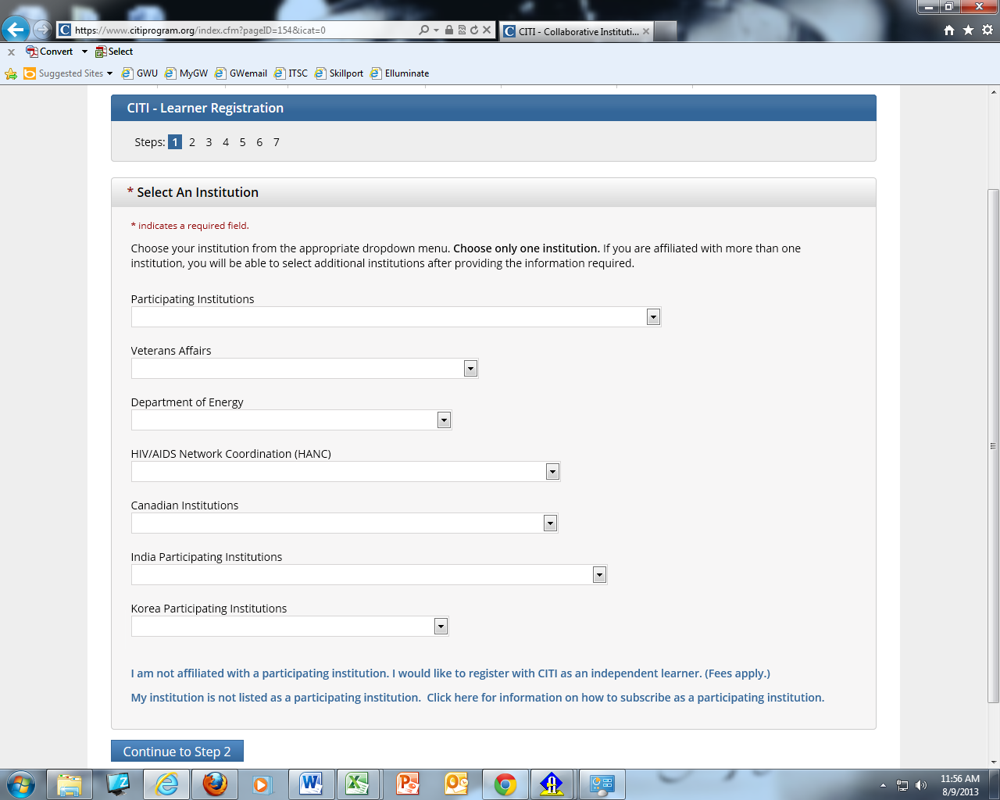 https://www.citiprogram.org/index.cfm?pageID=154&icat=0
CITI - Collaborative Instituti...
Convert
Select
Suggested Sites
GWU
MyGW
GWemail
ITSC
Skillport
Elluminate
CITI - Learner Registration
Steps: 1 2 3 4 5 6 7
* Select An Institution
* indicates a required field.
Choose your institution from the appropriate dropdown menu. Choose only one institution. If you are affiliated with more than one
institution, you will be able to select additional institutions after providing the information required.
Participating Institutions
Veterans Affairs
Department of Energy
HIV/AIDS Network Coordination (HANC)
Canadian Institutions
India Participating Institutions
Korea Participating Institutions
I am not affiliated with a participating institution. I would like to register with CITI as an independent learner. (Fees apply.)
My institution is not listed as a participating institution. Click here for information on how to subscribe as a participating institution.
Continue to Step 2
11:56 AM
8/9/2013